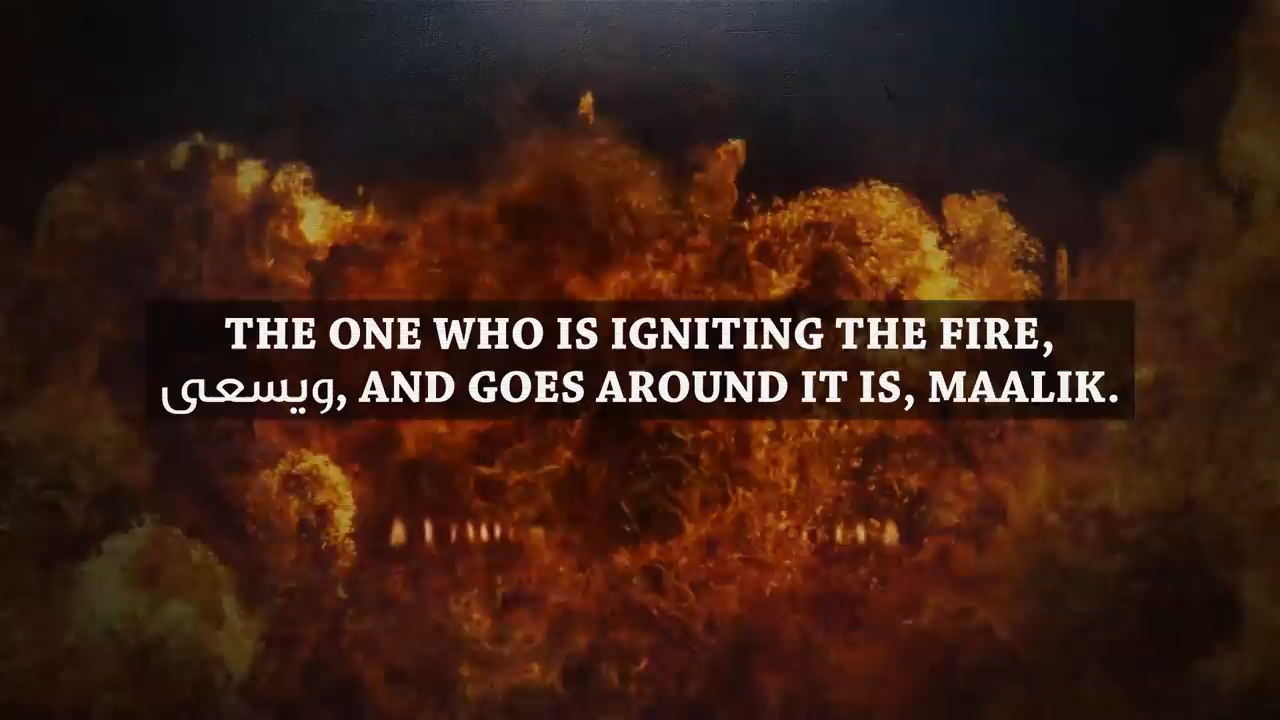 THE ONE WHO IS IGNITING THE FIRE,
ويسعى, AND GOES AROUND IT IS, MAALIK.